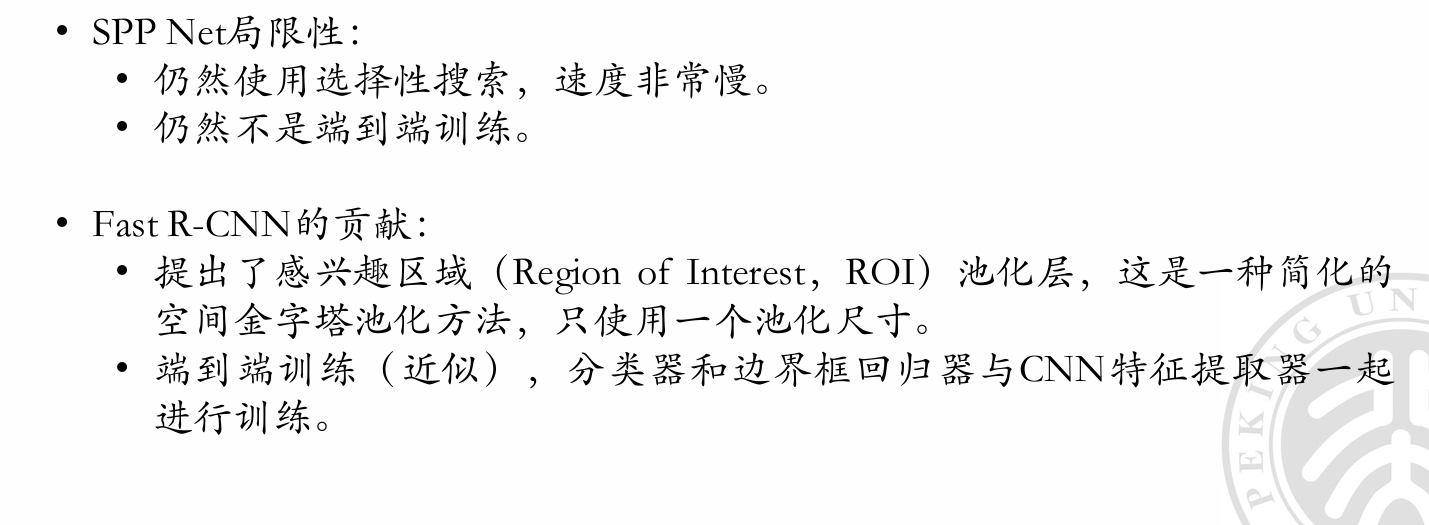 • SPP Net局限性：
• 仍然使用选择性搜索，速度非常慢。
• 仍然不是端到端训练。
• Fast R-CNN的贡献：
• 提出了感兴趣区域（Region of Interest，ROI）池化层，这是一种简化的
空间金字塔池化方法，只使用一个池化尺寸。
• 端到端训练（近似），分类器和边界框回归器与CNN特征提取器一起
进行训练。
PEKING UN